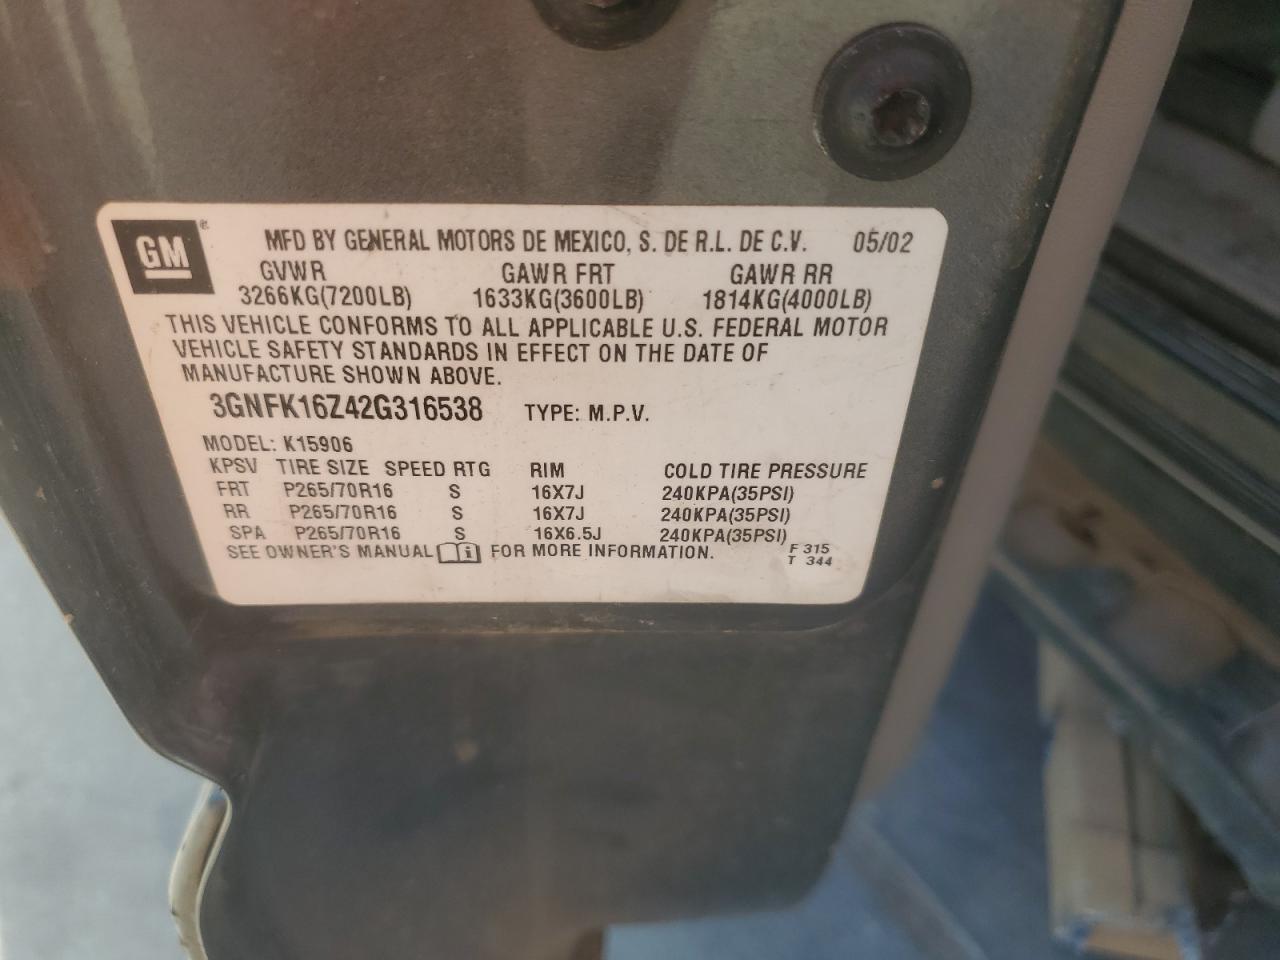 GM®
MFD BY GENERAL MOTORS DE MEXICO, S. DE R.L. DE C.V. 05/02
GVWR GAWR FRT GAWR RR
3266KG(7200LB) 1633KG(3600LB) 1814KG(4000LB)
THIS VEHICLE CONFORMS TO ALL APPLICABLE U.S. FEDERAL MOTOR
VEHICLE SAFETY STANDARDS IN EFFECT ON THE DATE OF
MANUFACTURE SHOWN ABOVE.
3GNFK16Z42G316538 TYPE: M.P.V.
MODEL: K15906
KPSV TIRE SIZE SPEED RTG RIM COLD TIRE PRESSURE
FRT P265/70R16 S 16X7J 240KPA(35PSI)
RR P265/70R16 S 16X7J 240KPA(35PSI)
SPA P265/70R16 S 16X6.5J 240KPA(35PSI)
SEE OWNER'S MANUAL FOR MORE INFORMATION. F 315
T 344